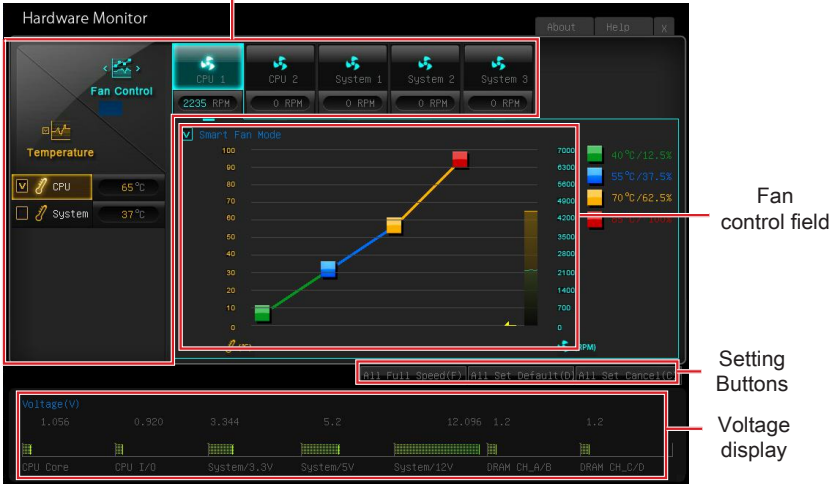 Hardware Monitor
About Help x
Fan Control
Temperature
CPU 65°C
System 37°C
CPU 1 CPU 2 System 1 System 2 System 3
2235 RPM 0 RPM 0 RPM 0 RPM 0 RPM
Smart Fan Mode
100 7000
90 6300
80 5600
70 4900
60 4200
50 3500
40 2800
30 2100
20 1400
10 700
0 0
40°C/12.5%
55°C/37.5%
70°C/62.5%
Fan
control field
All Full Speed(F) All Set Default(D) All Set Cancel(C
Setting
Buttons
Voltage(V)
1.056 0.920 3.344 5.2 12.096 1.2 1.2
CPU Core CPU I/O System/3.3V System/5V System/12V DRAM CH_A/B DRAM CH_C/D
Voltage
display